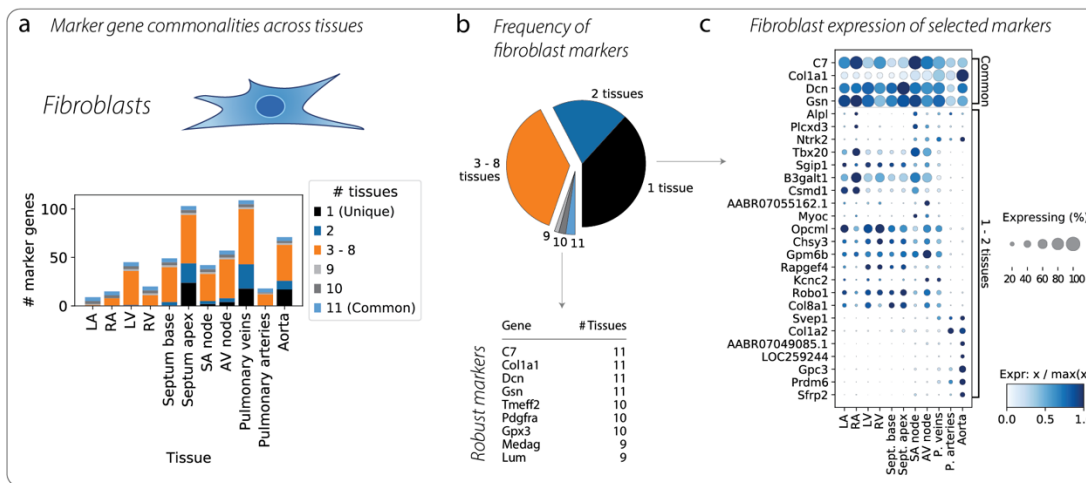 a Marker gene commonalities across tissues
Fibroblasts
# marker genes
100
50
0
LA
RA
LV
RV
Septum base
Septum apex
SA node
AV node
Pulmonary veins
Pulmonary arteries
Aorta
Tissue
# tissues
1 (Unique)
2
3 - 8
9
10
11 (Common)
b Frequency of
fibroblast markers
2 tissues
3 - 8
tissues
1 tissue
9
10
11
Robust markers
Gene # Tissues
C7 11
Col1a1 11
Dcn 11
Gsn 11
Tmeff2 10
Pdgfra 10
Gpx3 10
Medag 9
Lum 9
c Fibroblast expression of selected markers
C7
Col1a1
Dcn
Gsn
Alpl
Plcxd3
Ntrk2
Tbx20
Sgip1
B3galt1
Csmd1
AABR07055162.1
Myoc
Opcml
Chsy3
Gpm6b
Rapgef4
Kcnc2
Robo1
Col8a1
Svep1
Col1a2
AABR07049085.1
LOC259244
Gpc3
Prdm6
Sfrp2
LA
RA
LV
RV
Sept. base
Sept. apex
SA node
AV node
P. veins
P. arteries
Aorta
Common
1 - 2 tissues
Expressing (%)
20 40 60 80 100
Expr: x / max(x
0.0 0.5 1.